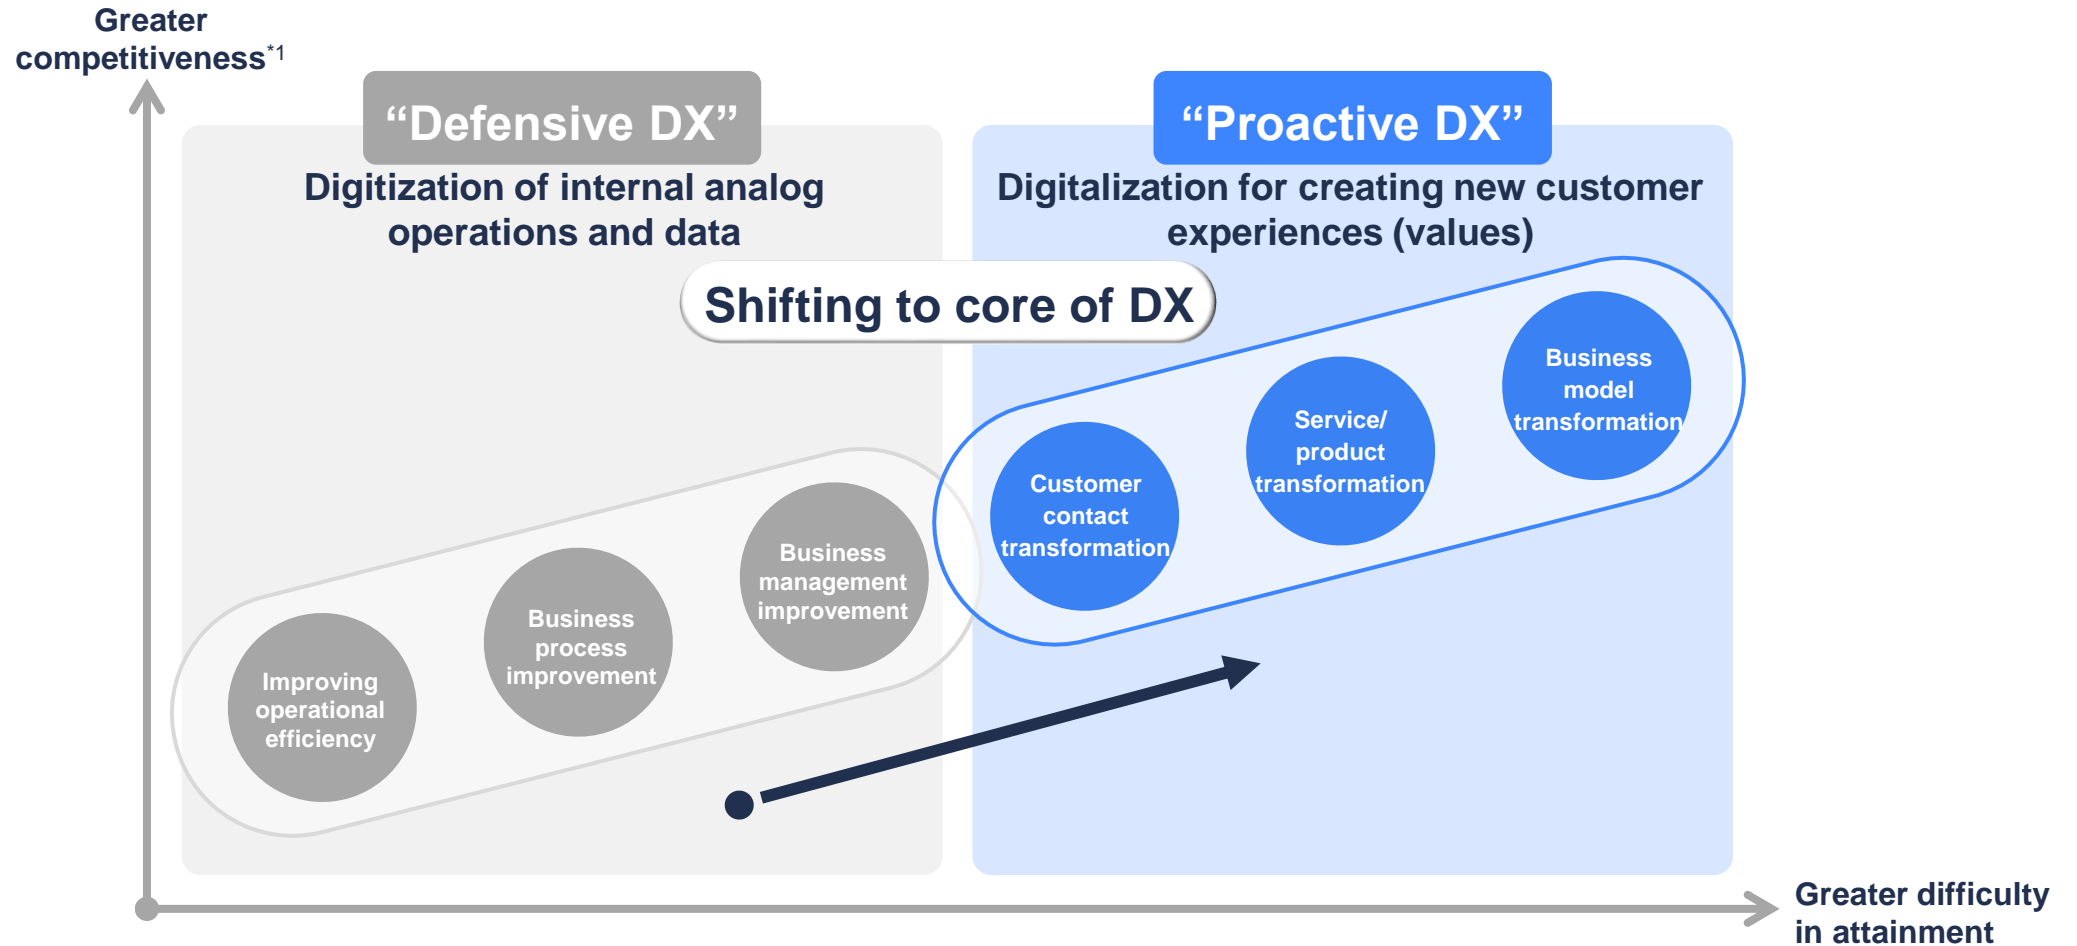 Greater
competitiveness*1
“Defensive DX”
Digitization of internal analog
operations and data
“Proactive DX”
Digitalization for creating new customer
experiences (values)
Shifting to core of DX
Improving
operational
efficiency
Business
process
improvement
Business
management
improvement
Customer
contact
transformation
Service/
product
transformation
Business
model
transformation
Greater difficulty
in attainment